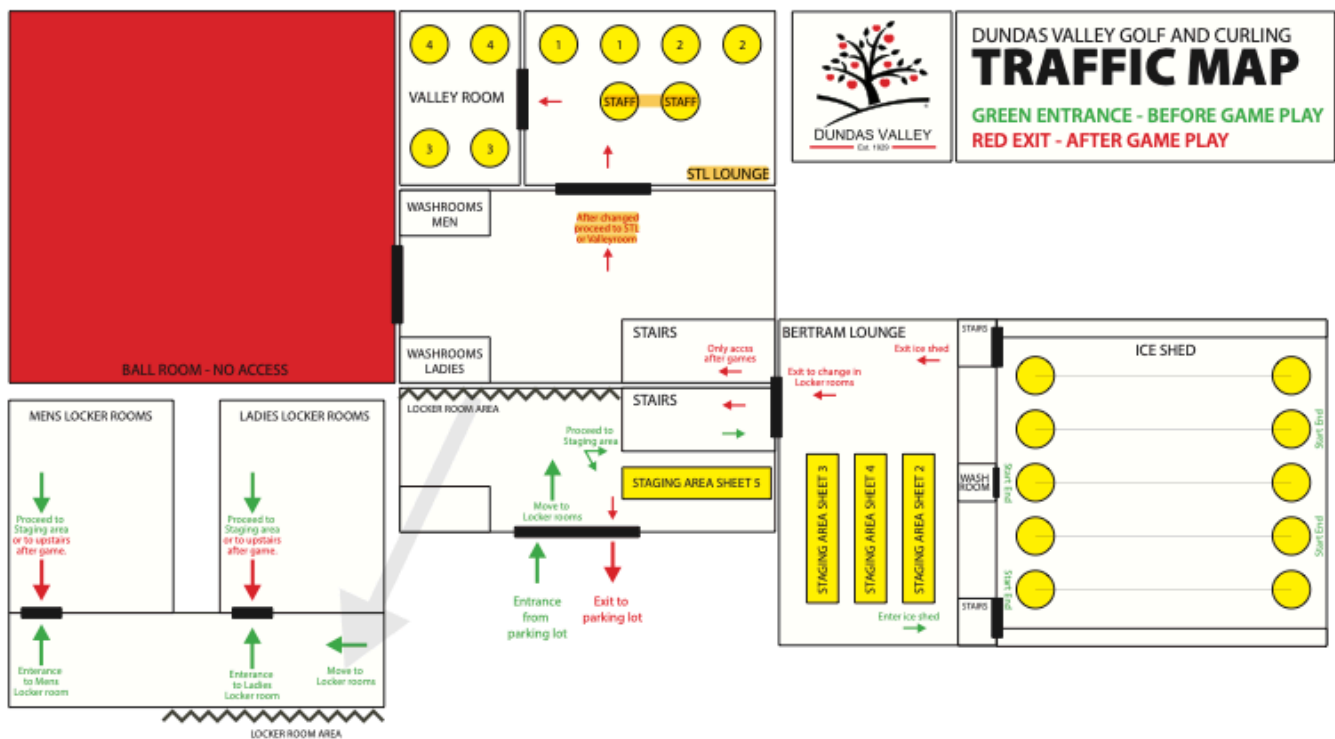 DUNDAS VALLEY GOLF AND CURLING
TRAFFIC MAP
GREEN ENTRANCE - BEFORE GAME PLAY
RED EXIT - AFTER GAME PLAY
DUNDAS VALLEY
Est. 1929
4
4
VALLEY ROOM
3
3
1
1
2
2
STAFF
STAFF
STL LOUNGE
WASHROOMS
MEN
After changed
proceed to STL
or Valleyroom
WASHROOMS
LADIES
BALL ROOM - NO ACCESS
STAIRS
Only accss
after games
BERTRAM LOUNGE
Exit ice shed
Exit to change in
Locker rooms
STAIRS
ICE SHED
Start End
Start End
Start End
Start End
WASH
ROOM
STAIRS
STAGING AREA SHEET 3
STAGING AREA SHEET 4
STAGING AREA SHEET 2
Enter ice shed
LOCKER ROOM AREA
STAIRS
Proceed to
Staging area
STAGING AREA SHEET 5
Move to
Locker rooms
Entrance
from
parking lot
Exit to
parking lot
MENS LOCKER ROOMS
Proceed to
Staging area
or to upstairs
after game.
LADIES LOCKER ROOMS
Proceed to
Staging area
or to upstairs
after game.
Enterance
to Mens
Locker room
Enterance
to Ladies
Locker room
Move to
Locker rooms
LOCKER ROOM AREA